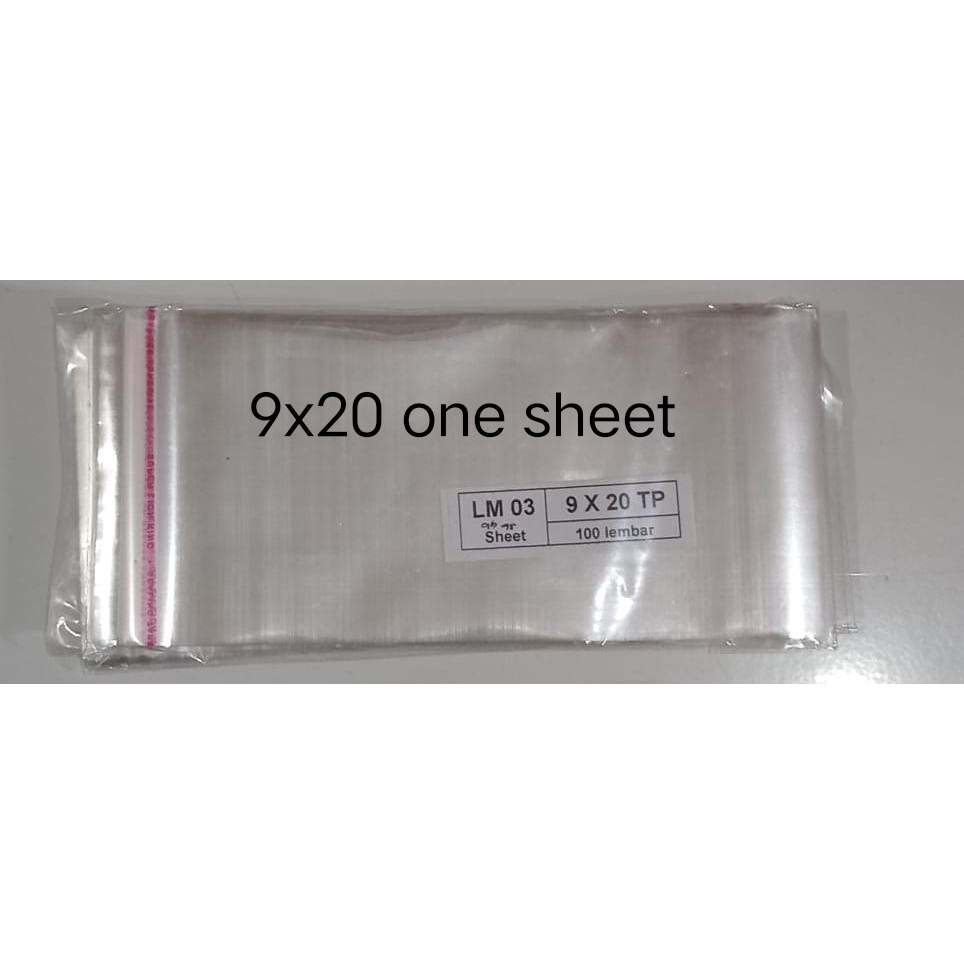 9x20 one sheet
LM 03
Sheet
9 X 20 TP
100 lembar